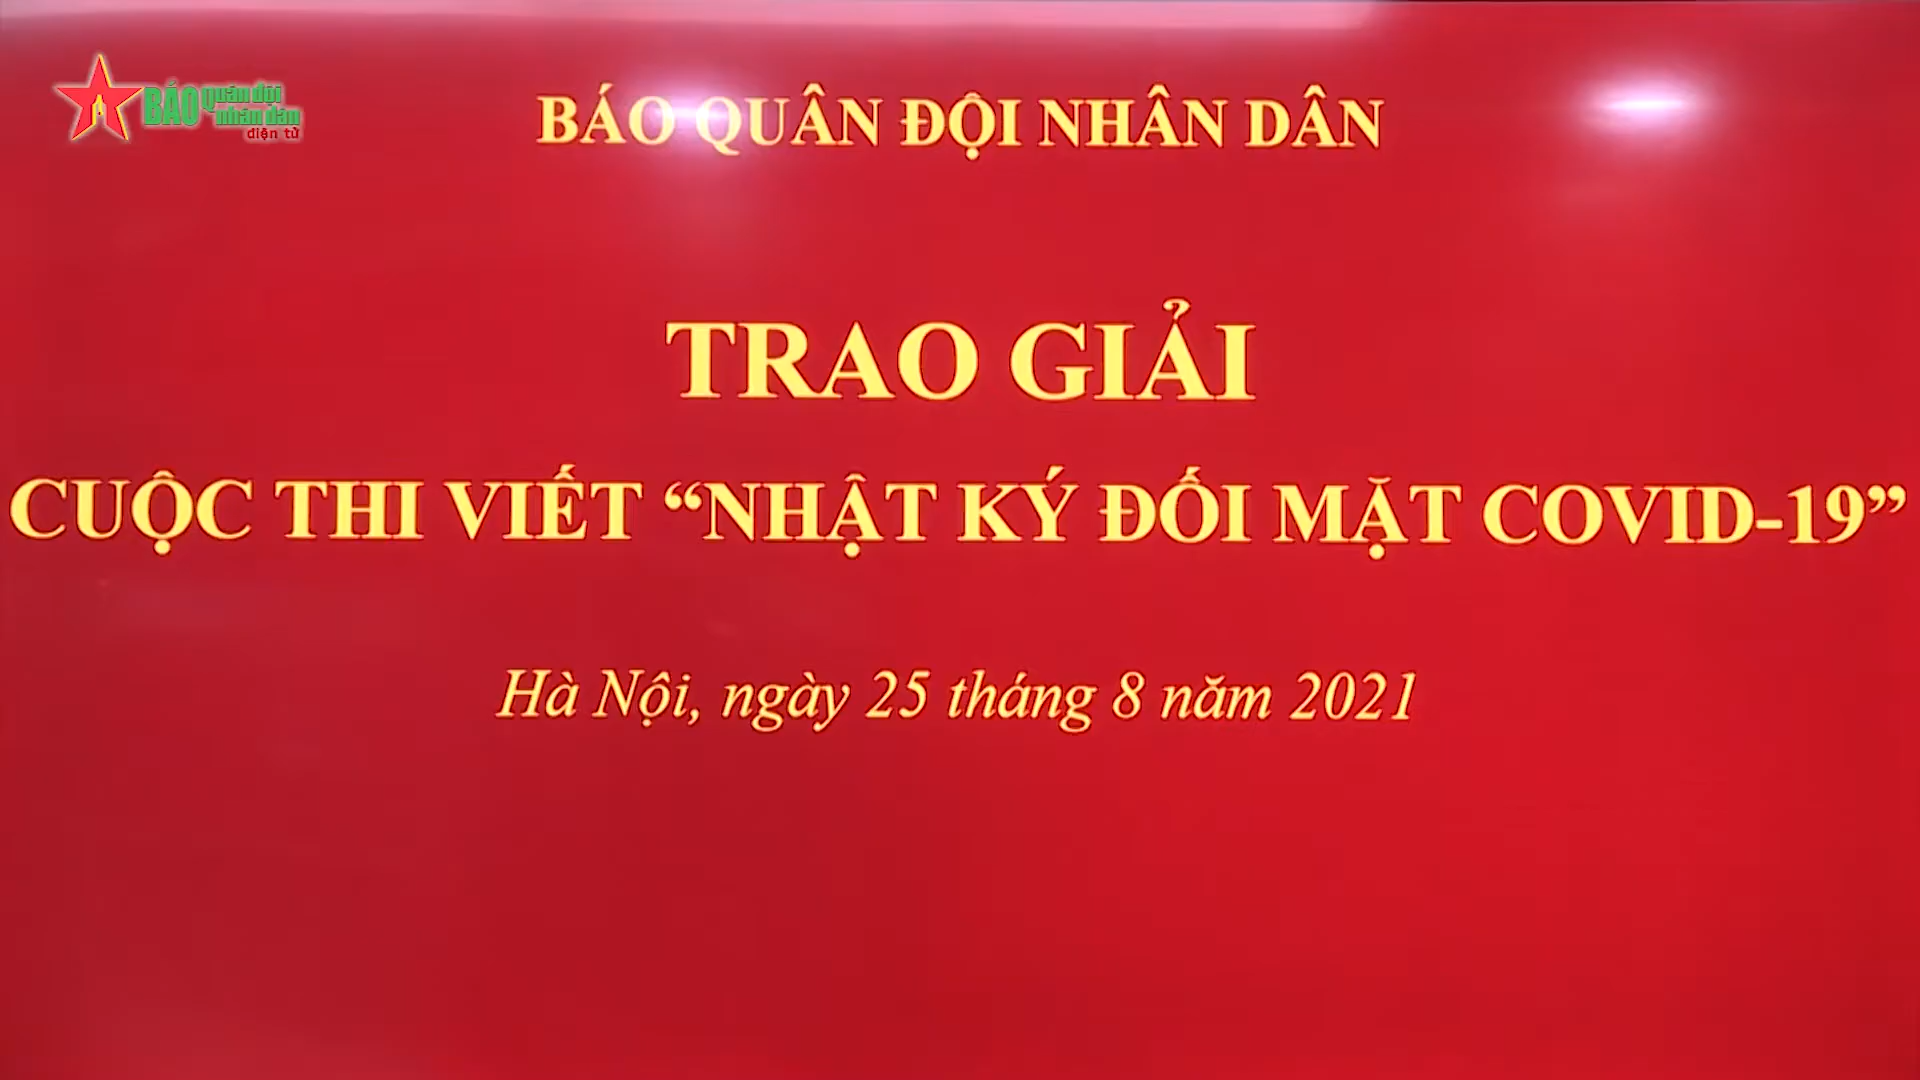 BÁO quân đội
nhân dân
điện tử
BÁO QUÂN ĐỘI NHÂN DÂN
TRAO GIẢI
CUỘC THI VIẾT “NHẬT KÝ ĐỐI MẶT COVID-19”
Hà Nội, ngày 25 tháng 8 năm 2021